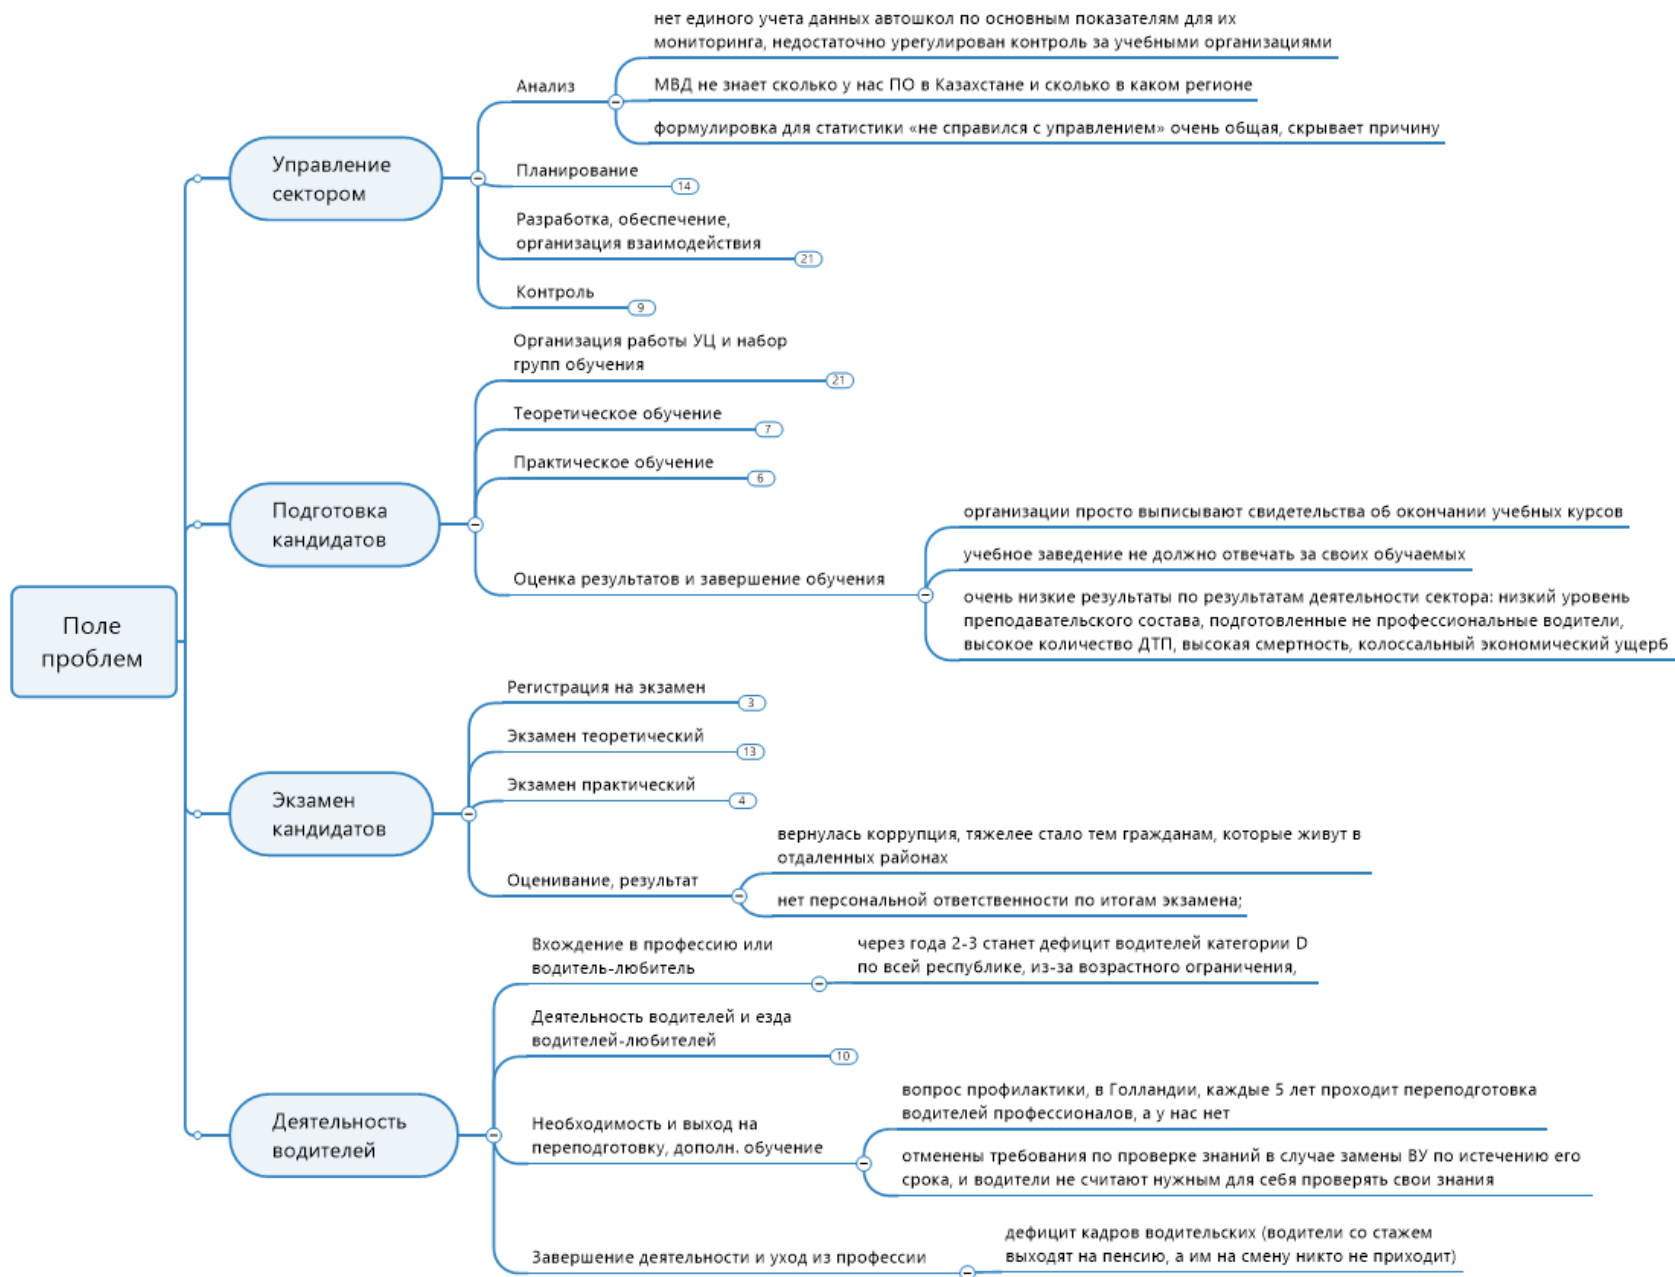 Поле
проблем
Управление
сектором
Анализ
нет единого учета данных автошкол по основным показателям для их
мониторинга, недостаточно урегулирован контроль за учебными организациями
МВД не знает сколько у нас ПО в Казахстане и сколько в каком регионе
формулировка для статистики «не справился с управлением» очень общая, скрывает причину
Планирование
14
Разработка, обеспечение,
организация взаимодействия
21
Контроль
9
Подготовка
кандидатов
Организация работы УЦ и набор
групп обучения
21
Теоретическое обучение
7
Практическое обучение
6
Оценка результатов и завершение обучения
организации просто выписывают свидетельства об окончании учебных курсов
учебное заведение не должно отвечать за своих обучаемых
очень низкие результаты по результатам деятельности сектора: низкий уровень
преподавательского состава, подготовленные не профессиональные водители,
высокое количество ДТП, высокая смертность, колоссальный экономический ущерб
Экзамен
кандидатов
Регистрация на экзамен
3
Экзамен теоретический
13
Экзамен практический
4
Оценивание, результат
вернулась коррупция, тяжелее стало тем гражданам, которые живут в
отдаленных районах
нет персональной ответственности по итогам экзамена;
Деятельность
водителей
Вхождение в профессию или
водитель-любитель
через года 2-3 станет дефицит водителей категории D
по всей республике, из-за возрастного ограничения,
Деятельность водителей и езда
водителей-любителей
10
Необходимость и выход на
переподготовку, дополн. обучение
вопрос профилактики, в Голландии, каждые 5 лет проходит переподготовка
водителей профессионалов, а у нас нет
отменены требования по проверке знаний в случае замены ВУ по истечению его
срока, и водители не считают нужным для себя проверять свои знания
Завершение деятельности и уход из профессии
дефицит кадров водительских (водители со стажем
выходят на пенсию, а им на смену никто не приходит)